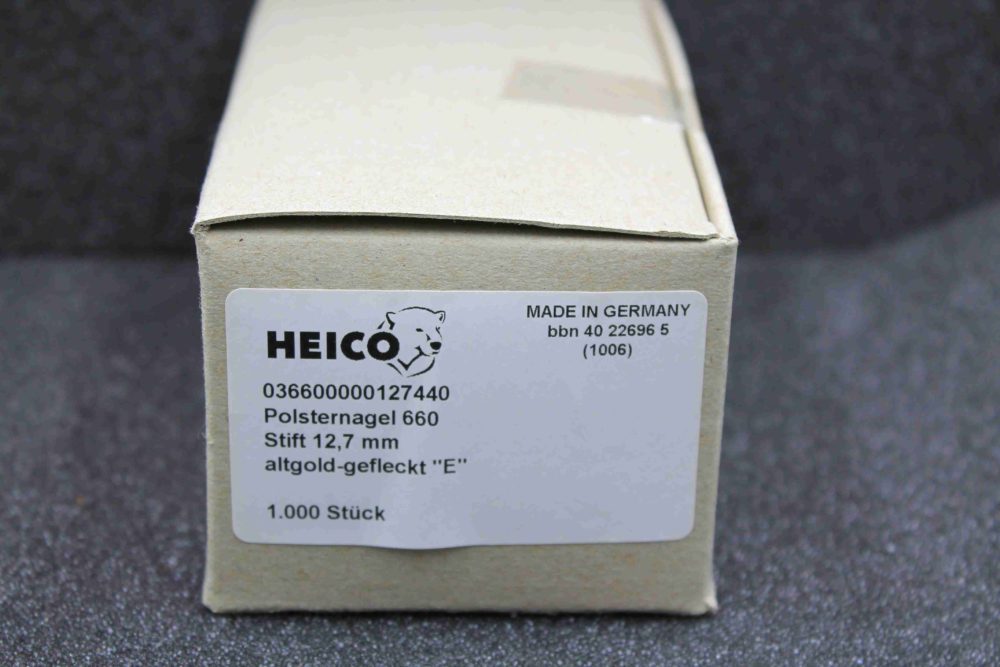 HEICO
MADE IN GERMANY
bbn 40 22696 5
(1006)
036600000127440
Polsternagel 660
Stift 12,7 mm
altgold-gefleckt "E"
1.000 Stück